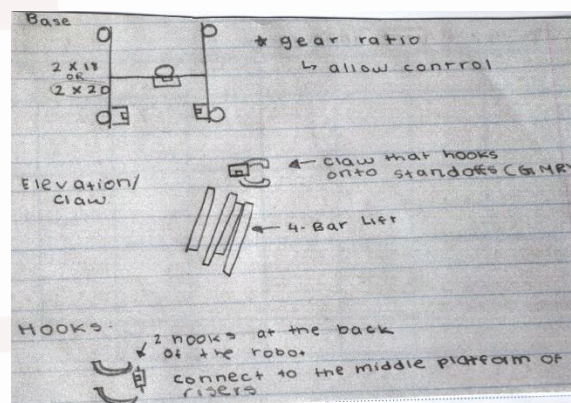 Base
* gear ratio
↳ allow control
2 x 18
OR
2 x 20
claw that hooks
onto standoffs
Elevation/
claw
4-Bar Lift
HOOKS.
2 hooks at the back
of the robot
connect to the middle platform of
risers